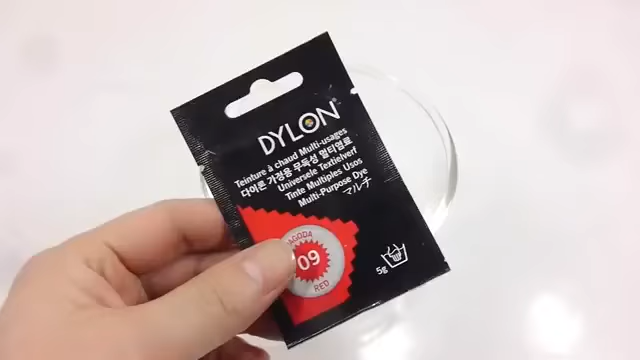 DYLON
Teinture à chaud Multi-usages
다이론 가정용 무독성 멀티염료
Universele Textielverf
Tinte Multiples Usos
Multi-Purpose Dye
マルチ
09
RED
5g